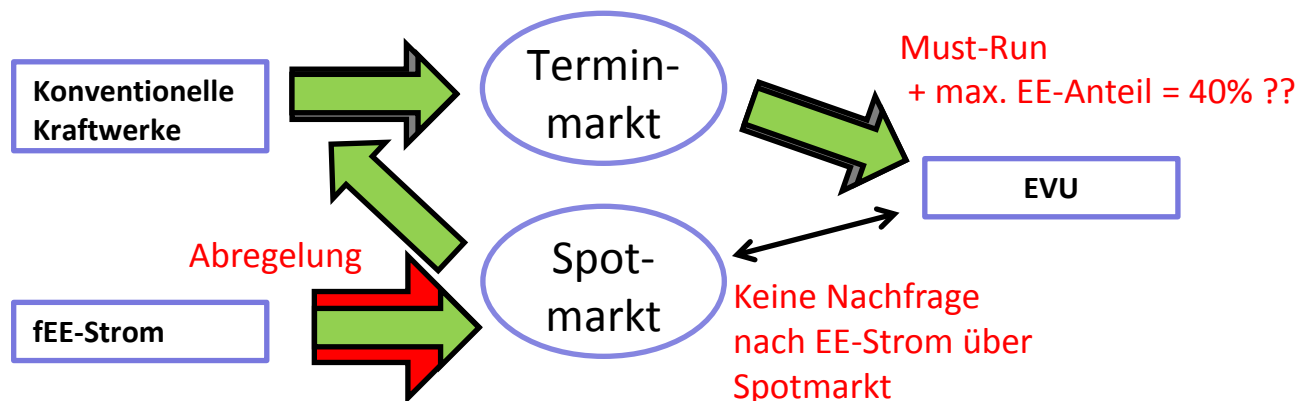 Konventionelle
Kraftwerke
Termin-
markt
Must-Run
+ max. EE-Anteil = 40% ??
EVU
Abregelung
fEE-Strom
Spot-
markt
Keine Nachfrage
nach EE-Strom über
Spotmarkt